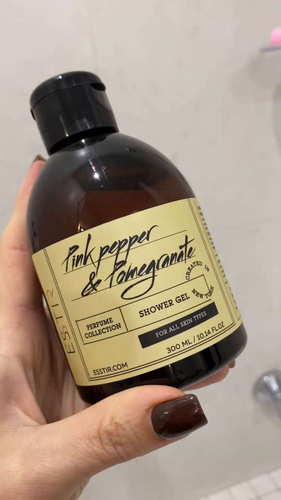 Pink pepper
& Pomegranate
ESSTIR
PERFUME
COLLECTION
SHOWER GEL
CREATED IN
NEW YORK
FOR ALL SKIN TYPES
ESSTIR.COM
300 ML / 10.14 FL.OZ